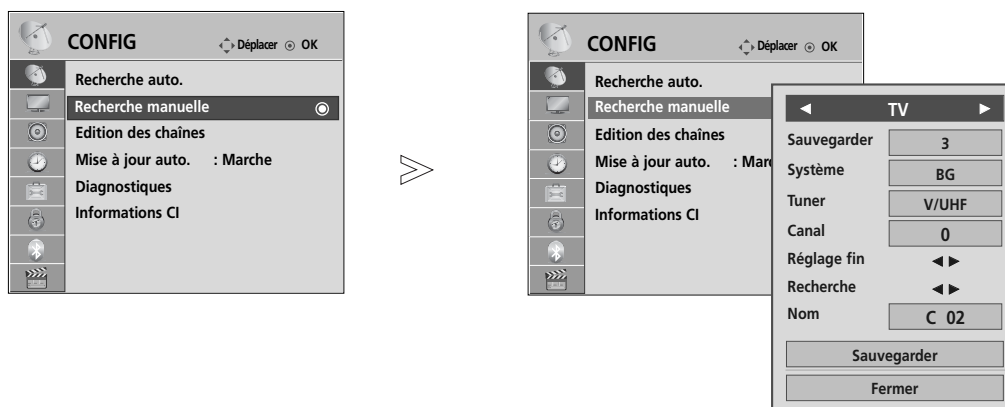 CONFIG Déplacer OK
Recherche auto.
Recherche manuelle
Edition des chaînes
Mise à jour auto. : Marche
Diagnostiques
Informations CI
CONFIG Déplacer OK
Recherche auto.
Recherche manuelle
Edition des chaînes
Mise à jour auto. : Mar
Diagnostiques
Informations CI
TV
Sauvegarder 3
Système BG
Tuner V/UHF
Canal 0
Réglage fin
Recherche
Nom C 02
Sauvegarder
Fermer